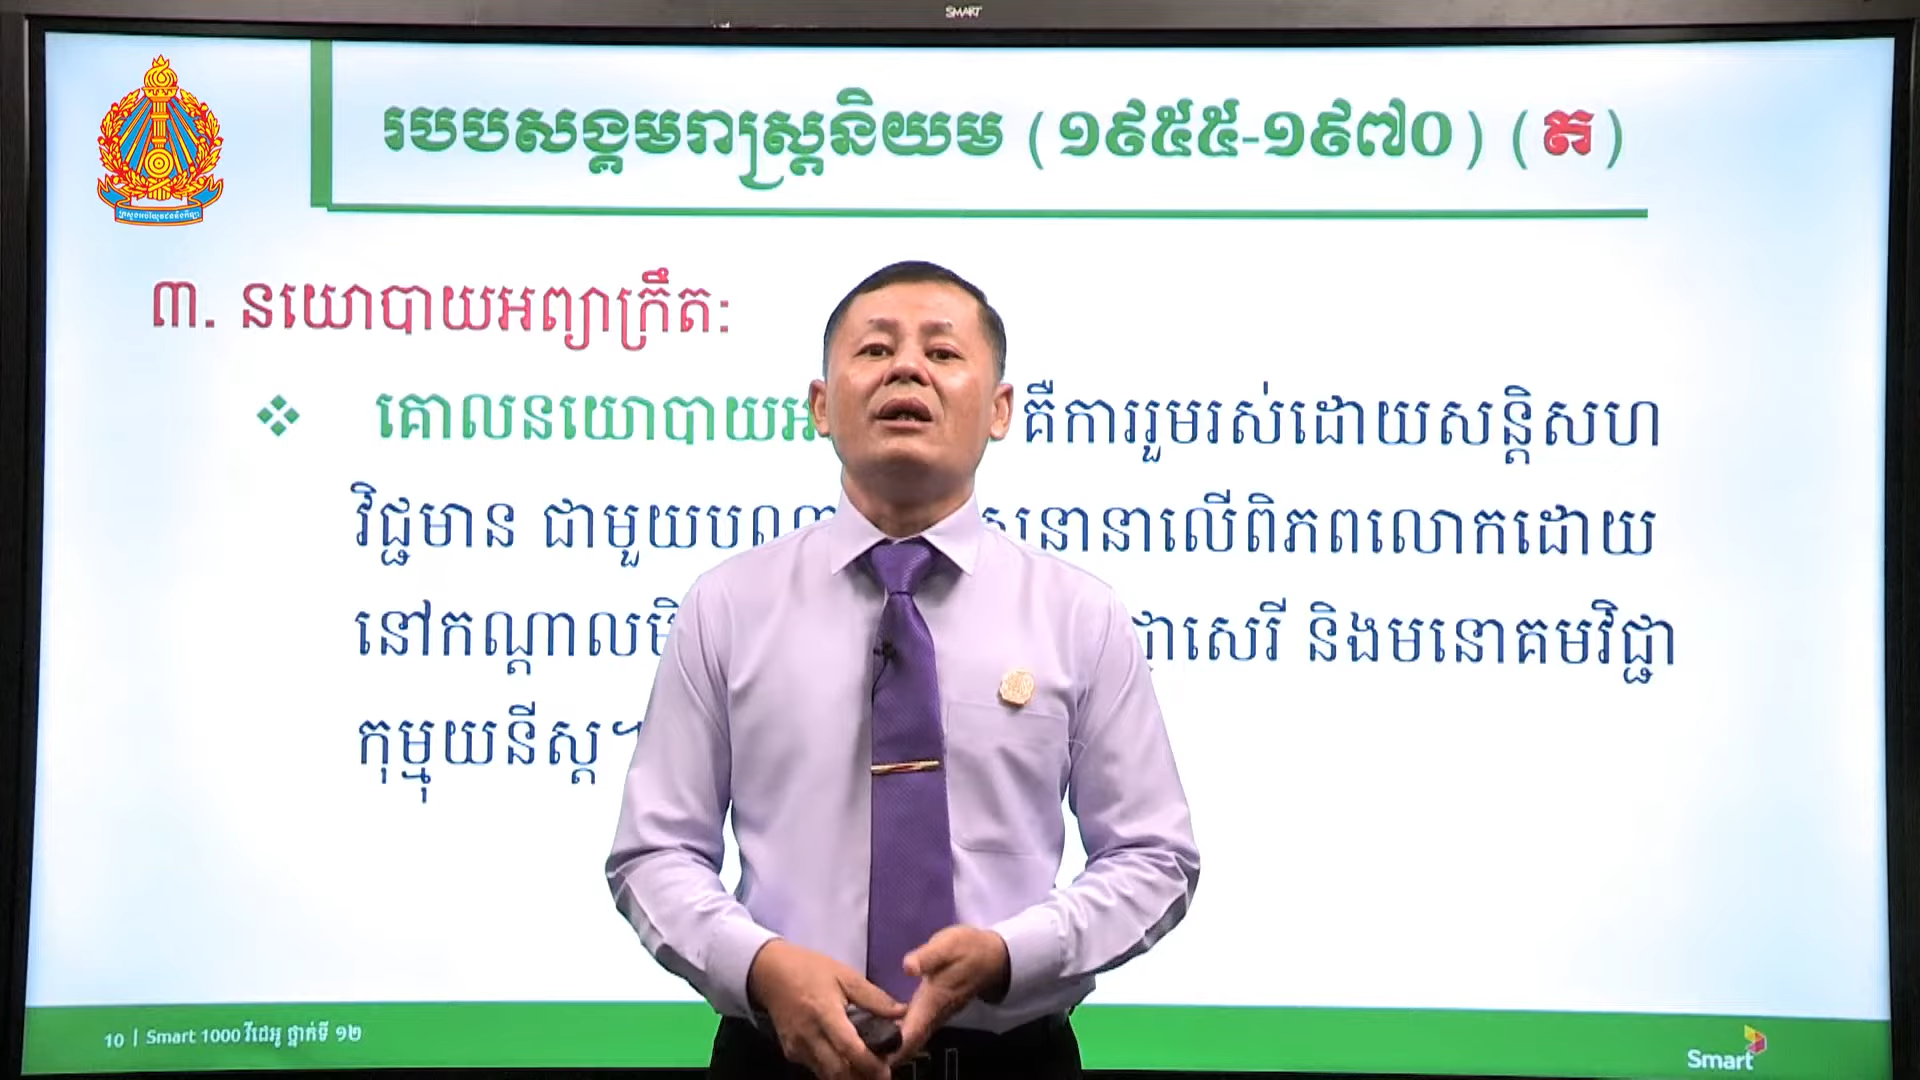 SMART
របបសង្គមរាស្ត្រនិយម (១៩៥៥-១៩៧០) (ត)
៣. នយោបាយអព្យាក្រឹត:
គោលនយោបាយអ គឺការរួមរស់ដោយសន្តិសហ
វិជ្ជមាន ជាមួយបណ្ដា នានាលើពិភពលោកដោយ
នៅកណ្ដាល សេរី និងមនោគមវិជ្ជា
កុម្មុយនីស្ត។
10 | Smart 1000 វីដេអូ ថ្នាក់ទី ១២
Smart